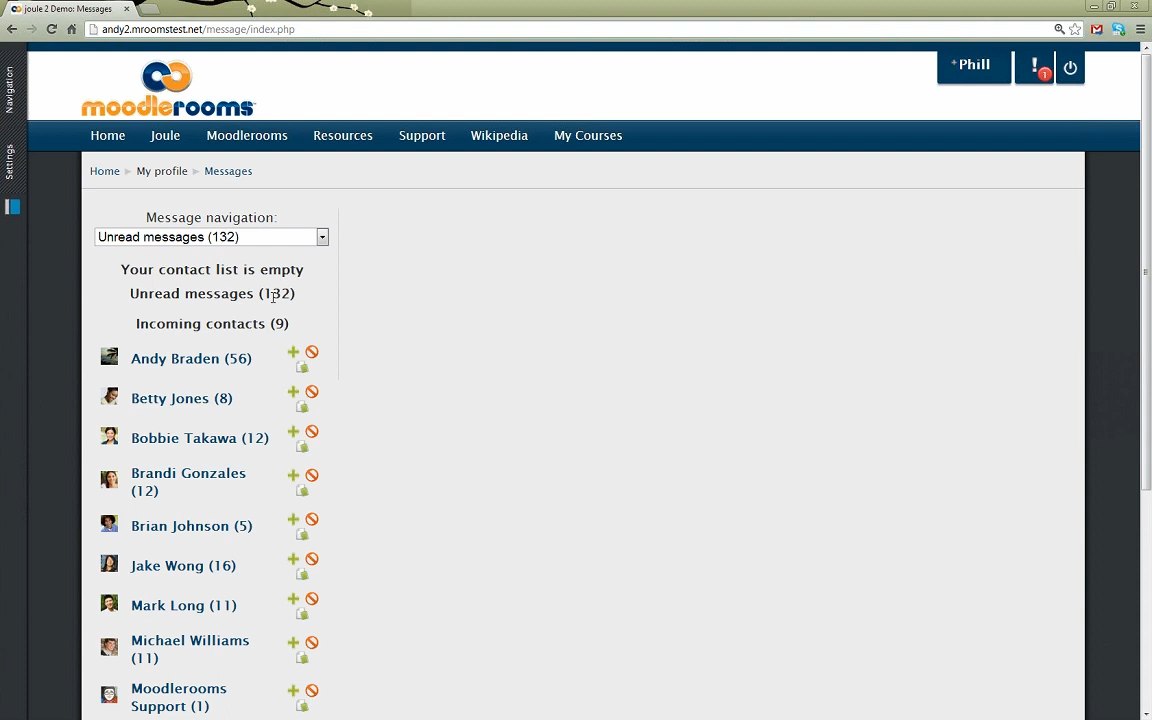 joule 2 Demo: Messages
andy2.mroomstest.net/message/index.php
Navigation
Settings
moodlerooms
Phill
! 1
Home Joule Moodlerooms Resources Support Wikipedia My Courses
Home My profile Messages
Message navigation:
Unread messages (132)
Your contact list is empty
Unread messages (132)
Incoming contacts (9)
Andy Braden (56)
Betty Jones (8)
Bobbie Takawa (12)
Brandi Gonzales
(12)
Brian Johnson (5)
Jake Wong (16)
Mark Long (11)
Michael Williams
(11)
Moodlerooms
Support (1)